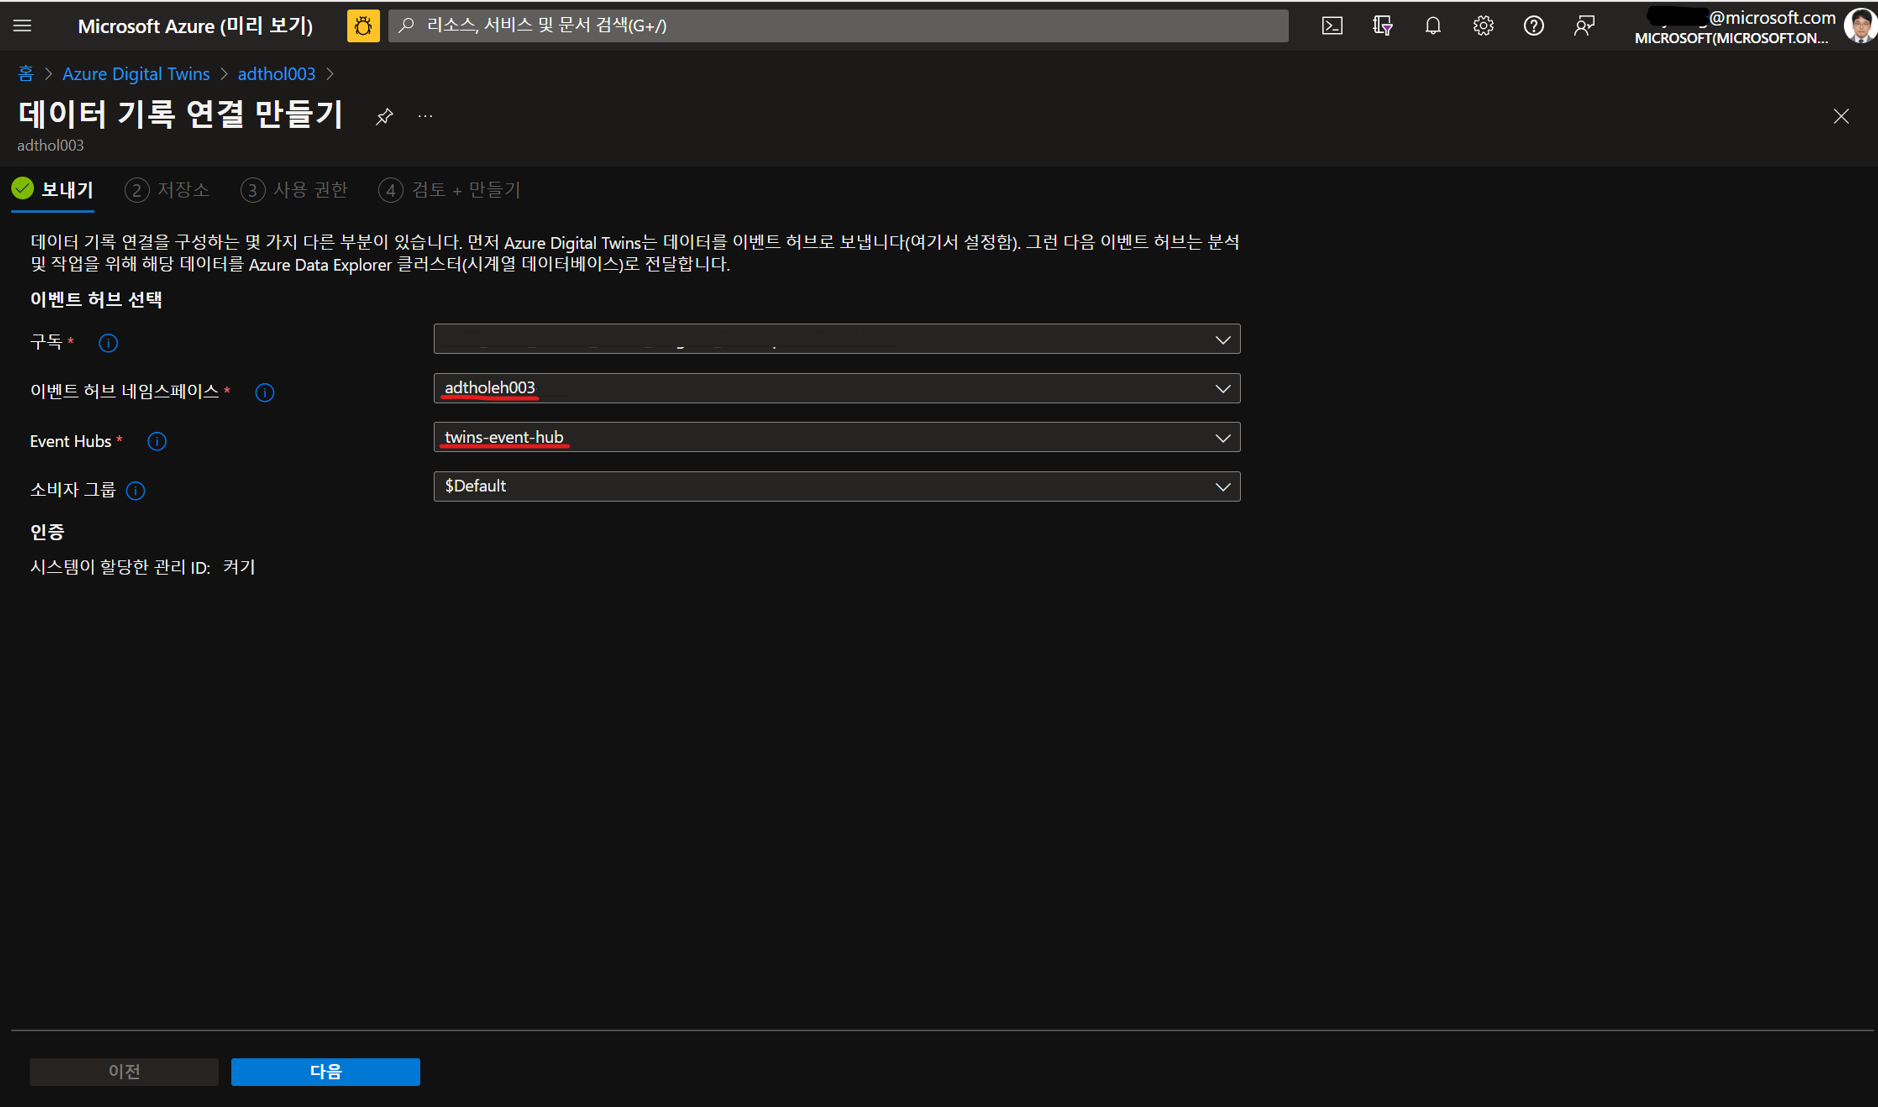 Microsoft Azure (미리 보기)
리소스, 서비스 및 문서 검색(G+/)
@microsoft.com
MICROSOFT(MICROSOFT.ON...
홈 > Azure Digital Twins > adthol003 >
데이터 기록 연결 만들기 ...
adthol003
보내기
2 저장소
3 사용 권한
4 검토 + 만들기
데이터 기록 연결을 구성하는 몇 가지 다른 부분이 있습니다. 먼저 Azure Digital Twins는 데이터를 이벤트 허브로 보냅니다(여기서 설정함). 그런 다음 이벤트 허브는 분석
및 작업을 위해 해당 데이터를 Azure Data Explorer 클러스터(시계열 데이터베이스)로 전달합니다.
이벤트 허브 선택
구독 *
이벤트 허브 네임스페이스 *
adtholeh003
Event Hubs *
twins-event-hub
소비자 그룹
$Default
인증
시스템이 할당한 관리 ID: 켜기
이전
다음